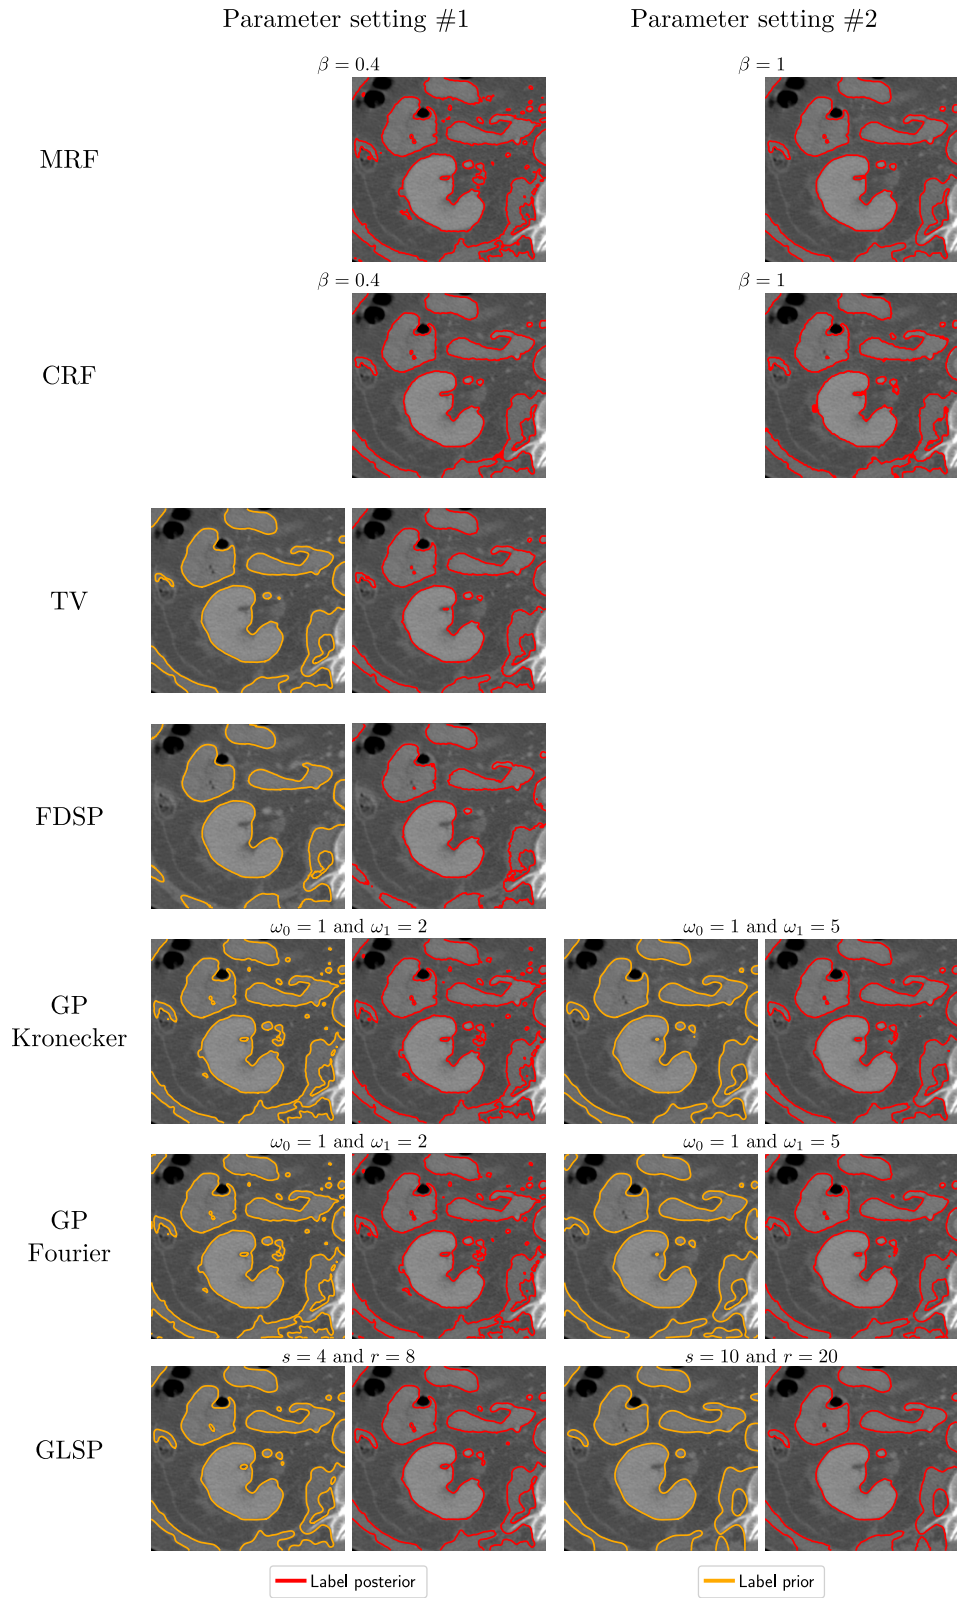 Parameter setting #1 Parameter setting #2
β = 0.4 β = 1
MRF
β = 0.4 β = 1
CRF
TV
FDSP
ω₀ = 1 and ω₁ = 2 ω₀ = 1 and ω₁ = 5
GP
Kronecker
ω₀ = 1 and ω₁ = 2 ω₀ = 1 and ω₁ = 5
GP
Fourier
s = 4 and r = 8 s = 10 and r = 20
GLSP
Label posterior Label prior